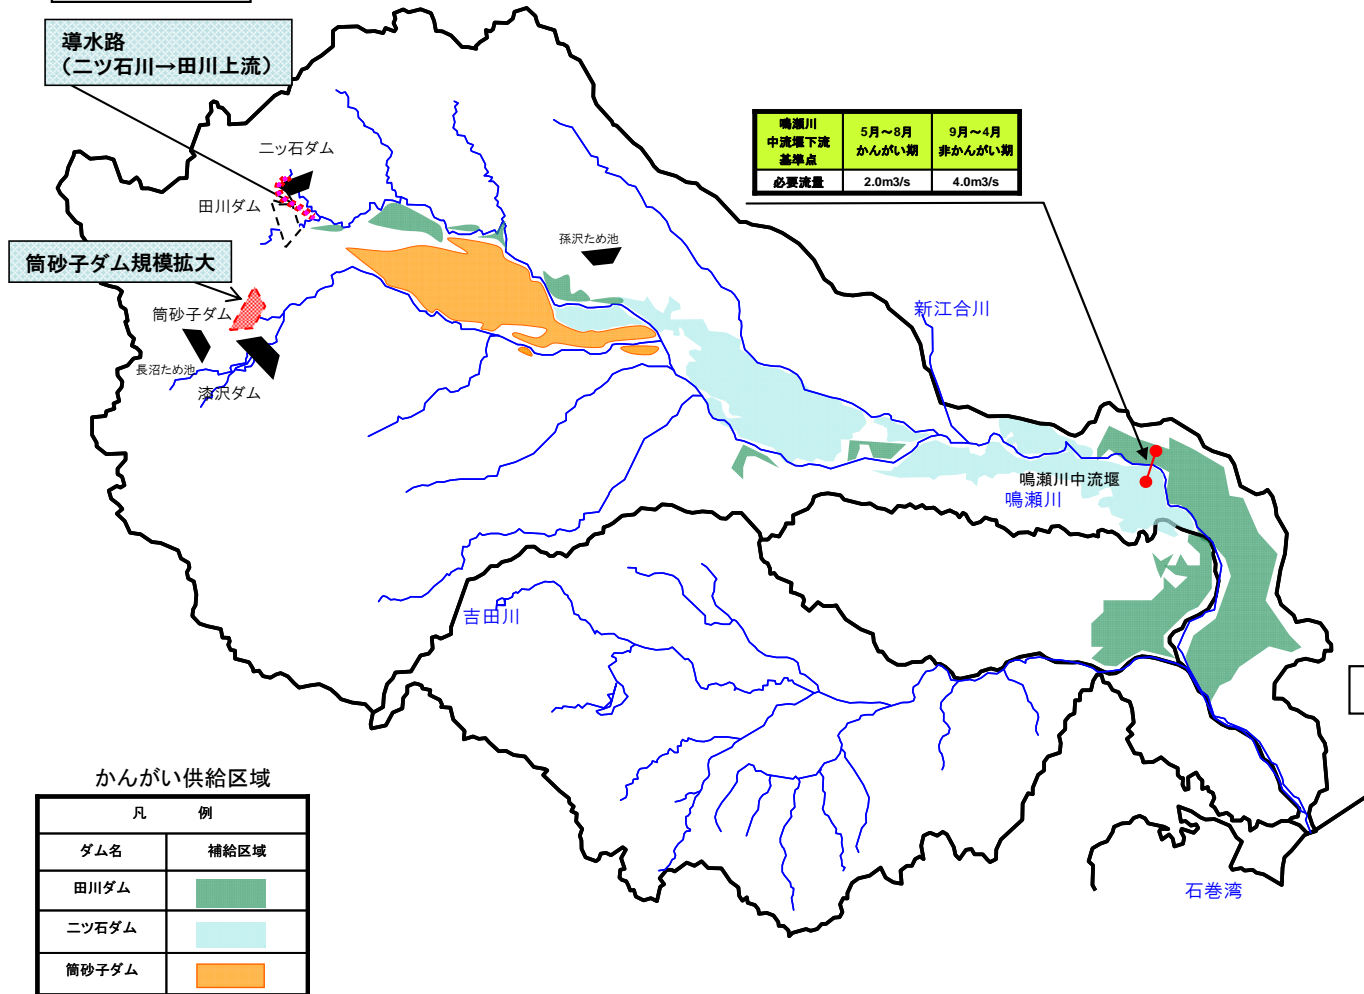 導水路
(二ツ石川→田川上流)
二ッ石ダム
田川ダム
筒砂子ダム規模拡大
筒砂子ダム
長沼ため池
漆沢ダム
孫沢ため池
鳴瀬川
中流堰下流
基準点
5月～8月
かんがい期
9月～4月
非かんがい期
必要流量
2.0m3/s
4.0m3/s
新江合川
鳴瀬川中流堰
鳴瀬川
吉田川
石巻湾
かんがい供給区域
凡 例
ダム名
補給区域
田川ダム
二ツ石ダム
筒砂子ダム